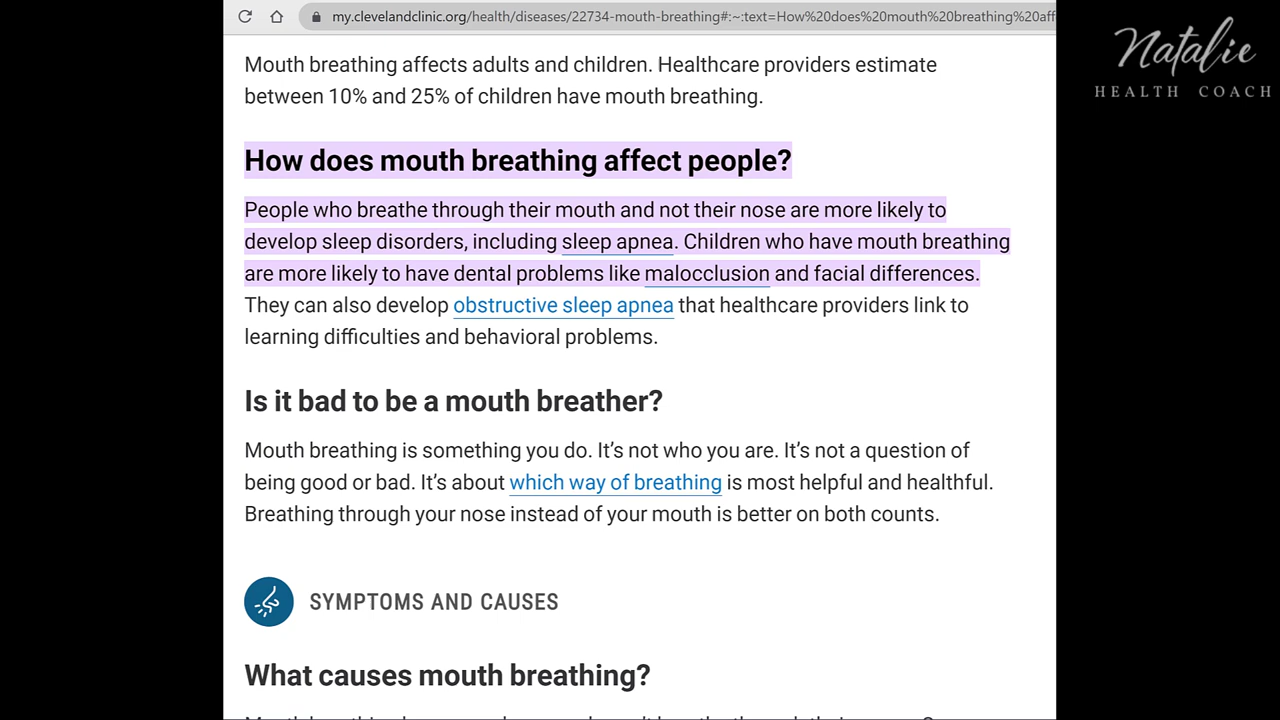 my.clevelandclinic.org/health/diseases/22734-mouth-breathing#:~:text=How%20does%20mouth%20breathing%20aff
Natalie
HEALTH COACH
Mouth breathing affects adults and children. Healthcare providers estimate
between 10% and 25% of children have mouth breathing.
How does mouth breathing affect people?
People who breathe through their mouth and not their nose are more likely to
develop sleep disorders, including sleep apnea. Children who have mouth breathing
are more likely to have dental problems like malocclusion and facial differences.
They can also develop obstructive sleep apnea that healthcare providers link to
learning difficulties and behavioral problems.
Is it bad to be a mouth breather?
Mouth breathing is something you do. It’s not who you are. It’s not a question of
being good or bad. It’s about which way of breathing is most helpful and healthful.
Breathing through your nose instead of your mouth is better on both counts.
SYMPTOMS AND CAUSES
What causes mouth breathing?